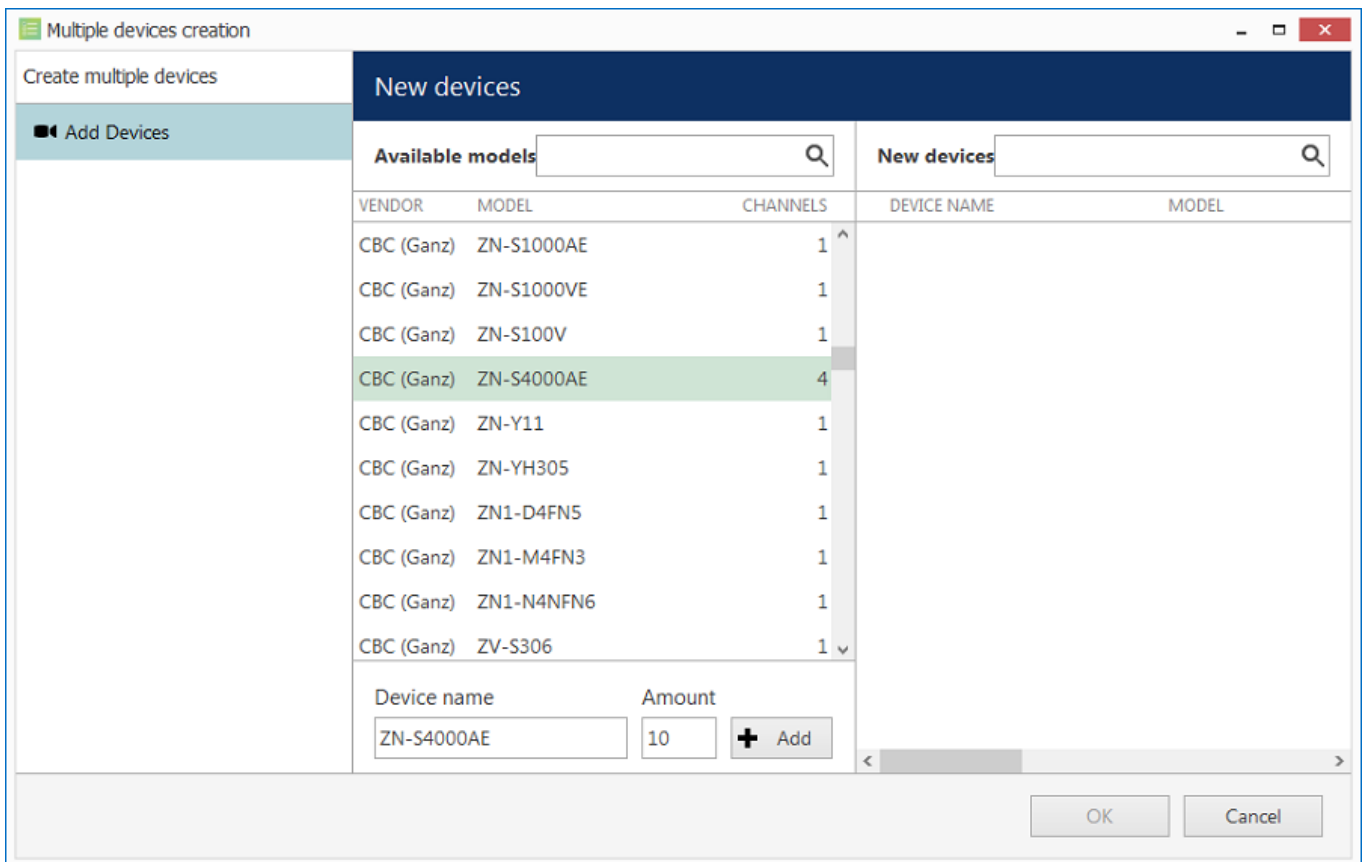 Multiple devices creation
Create multiple devices
Add Devices
New devices
Available models
New devices
VENDOR MODEL CHANNELS
DEVICE NAME MODEL
CBC (Ganz) ZN-S1000AE 1
CBC (Ganz) ZN-S1000VE 1
CBC (Ganz) ZN-S100V 1
CBC (Ganz) ZN-S4000AE 4
CBC (Ganz) ZN-Y11 1
CBC (Ganz) ZN-YH305 1
CBC (Ganz) ZN1-D4FN5 1
CBC (Ganz) ZN1-M4FN3 1
CBC (Ganz) ZN1-N4NFN6 1
CBC (Ganz) ZV-S306 1
Device name Amount
ZN-S4000AE 10 Add
OK Cancel